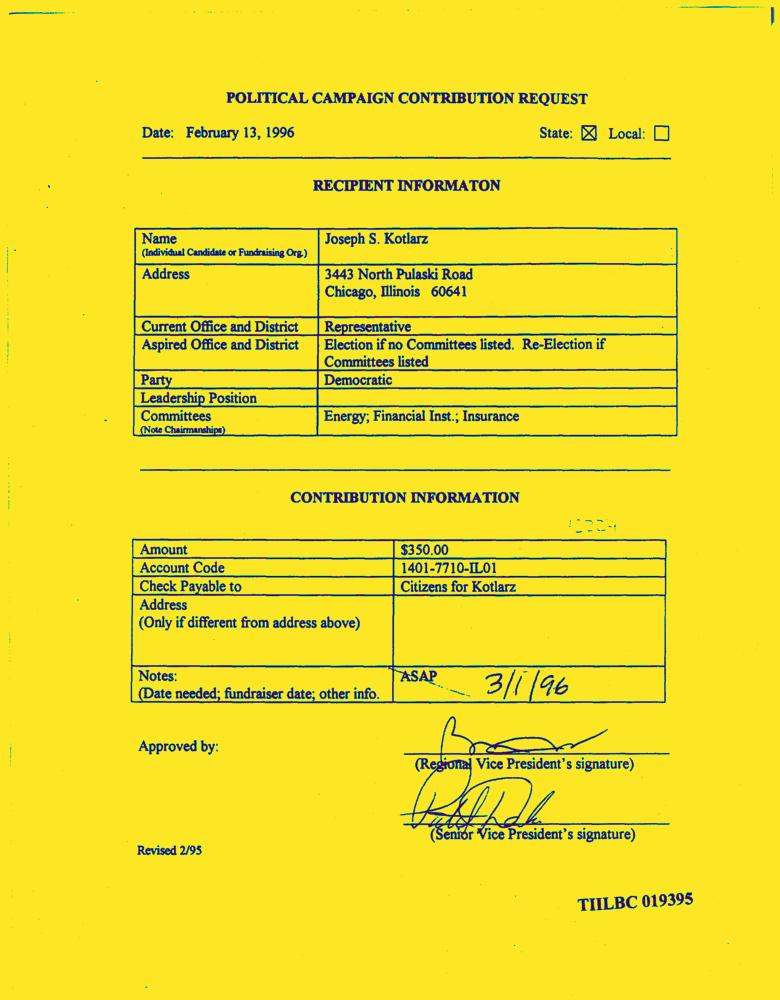 POLITICAL CAMPAIGN CONTRIBUTION REQUEST
Date: February 13, 1996 State: ☒ Local: ☐
RECIPIENT INFORMATON
Name Joseph S. Kotlarz
(Individual Candidate or Fundraising Org.)
Address 3443 North Pulaski Road
Chicago, Illinois 60641
Current Office and District Representative
Aspired Office and District Election if no Committees listed. Re-Election if
Committees listed
Party Democratic
Leadership Position
Committees Energy; Financial Inst.; Insurance
(Note Chairmanships)
CONTRIBUTION INFORMATION
Amount $350.00
Account Code 1401-7710-IL01
Check Payable to Citizens for Kotlarz
Address
(Only if different from address above)
Notes: ASAP 3/1/96
(Date needed; fundraiser date; other info.
Approved by:
(Regional Vice President's signature)
(Senior Vice President's signature)
Revised 2/95
TIILBC 019395